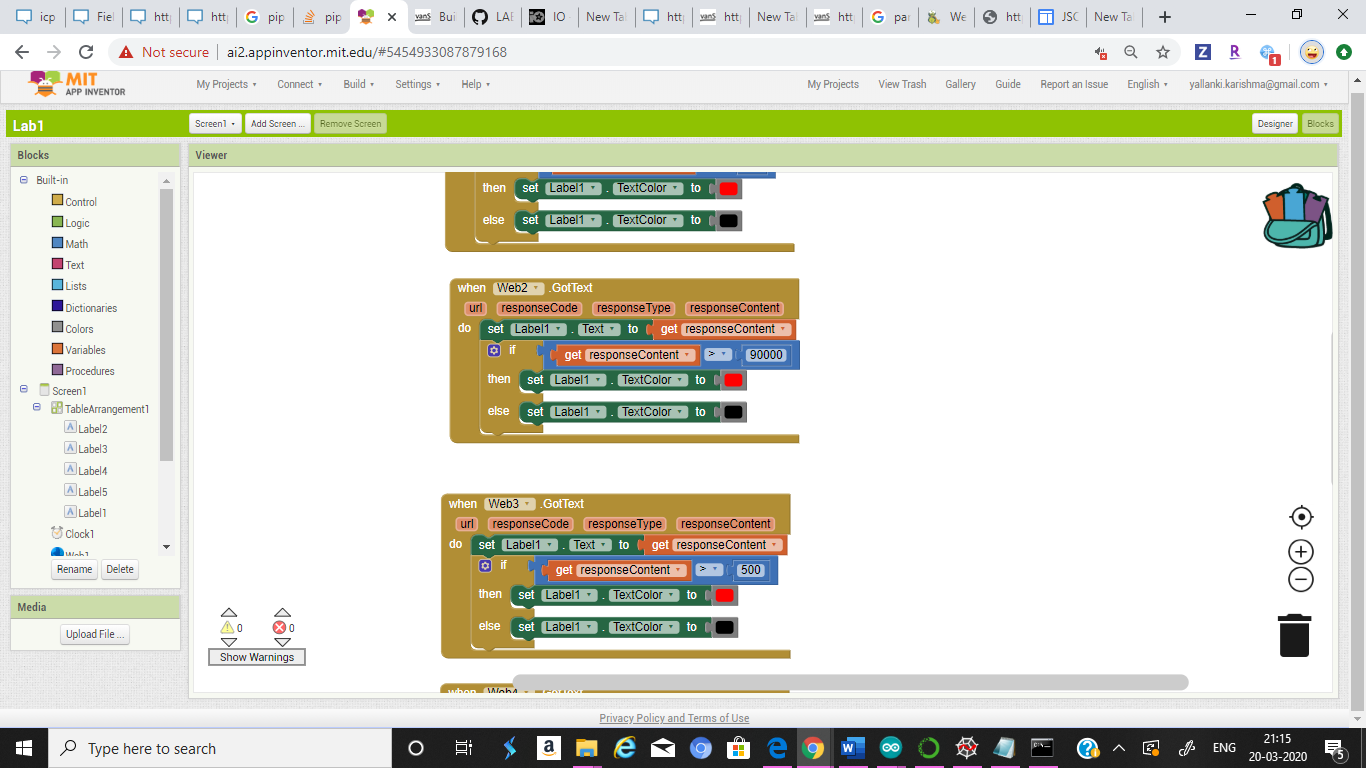 icp
Fiel
http
http
pip
pip
vanS
Buil
LAB
IO
New Tab
http
vanS
http
New Tab
vanS
http
par
We
http
JSC
New Tab
Not secure | ai2.appinventor.mit.edu/#5454933087879168
1
MIT
APP INVENTOR
My Projects Connect Build Settings Help My Projects View Trash Gallery Guide Report an Issue English yallanki.karishma@gmail.com
Lab1 Screen1 Add Screen ... Remove Screen Designer Blocks
Blocks
Built-in
Control
Logic
Math
Text
Lists
Dictionaries
Colors
Variables
Procedures
Screen1
TableArrangement1
Label2
Label3
Label4
Label5
Label1
Clock1
Web1
Rename Delete
Media
Upload File ...
Viewer
then set Label1 . TextColor to
else set Label1 . TextColor to
when Web2 .GotText
url responseCode responseType responseContent
do set Label1 . Text to get responseContent
if get responseContent > 90000
then set Label1 . TextColor to
else set Label1 . TextColor to
when Web3 .GotText
url responseCode responseType responseContent
do set Label1 . Text to get responseContent
if get responseContent > 500
then set Label1 . TextColor to
else set Label1 . TextColor to
when Web4 .GotText
0 0
Show Warnings
Privacy Policy and Terms of Use
Type here to search
ENG
21:15
20-03-2020
5